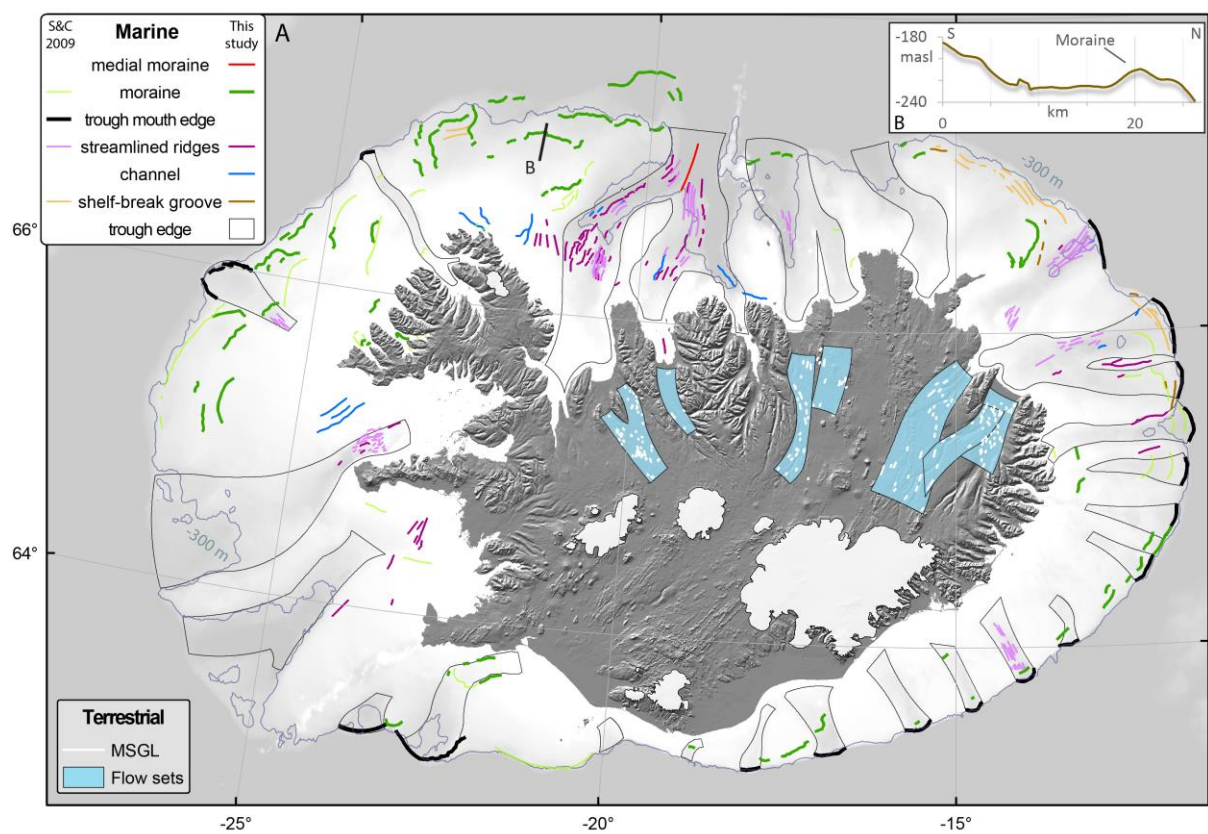 S&C 2009 Marine This study
medial moraine
moraine
trough mouth edge
streamlined ridges
channel
shelf-break groove
trough edge
A
-180 masl
-240
S
N
Moraine
0
km
20
B
B
-300 m
66°
64°
-300 m
Terrestrial
MSGL
Flow sets
-25°
-20°
-15°